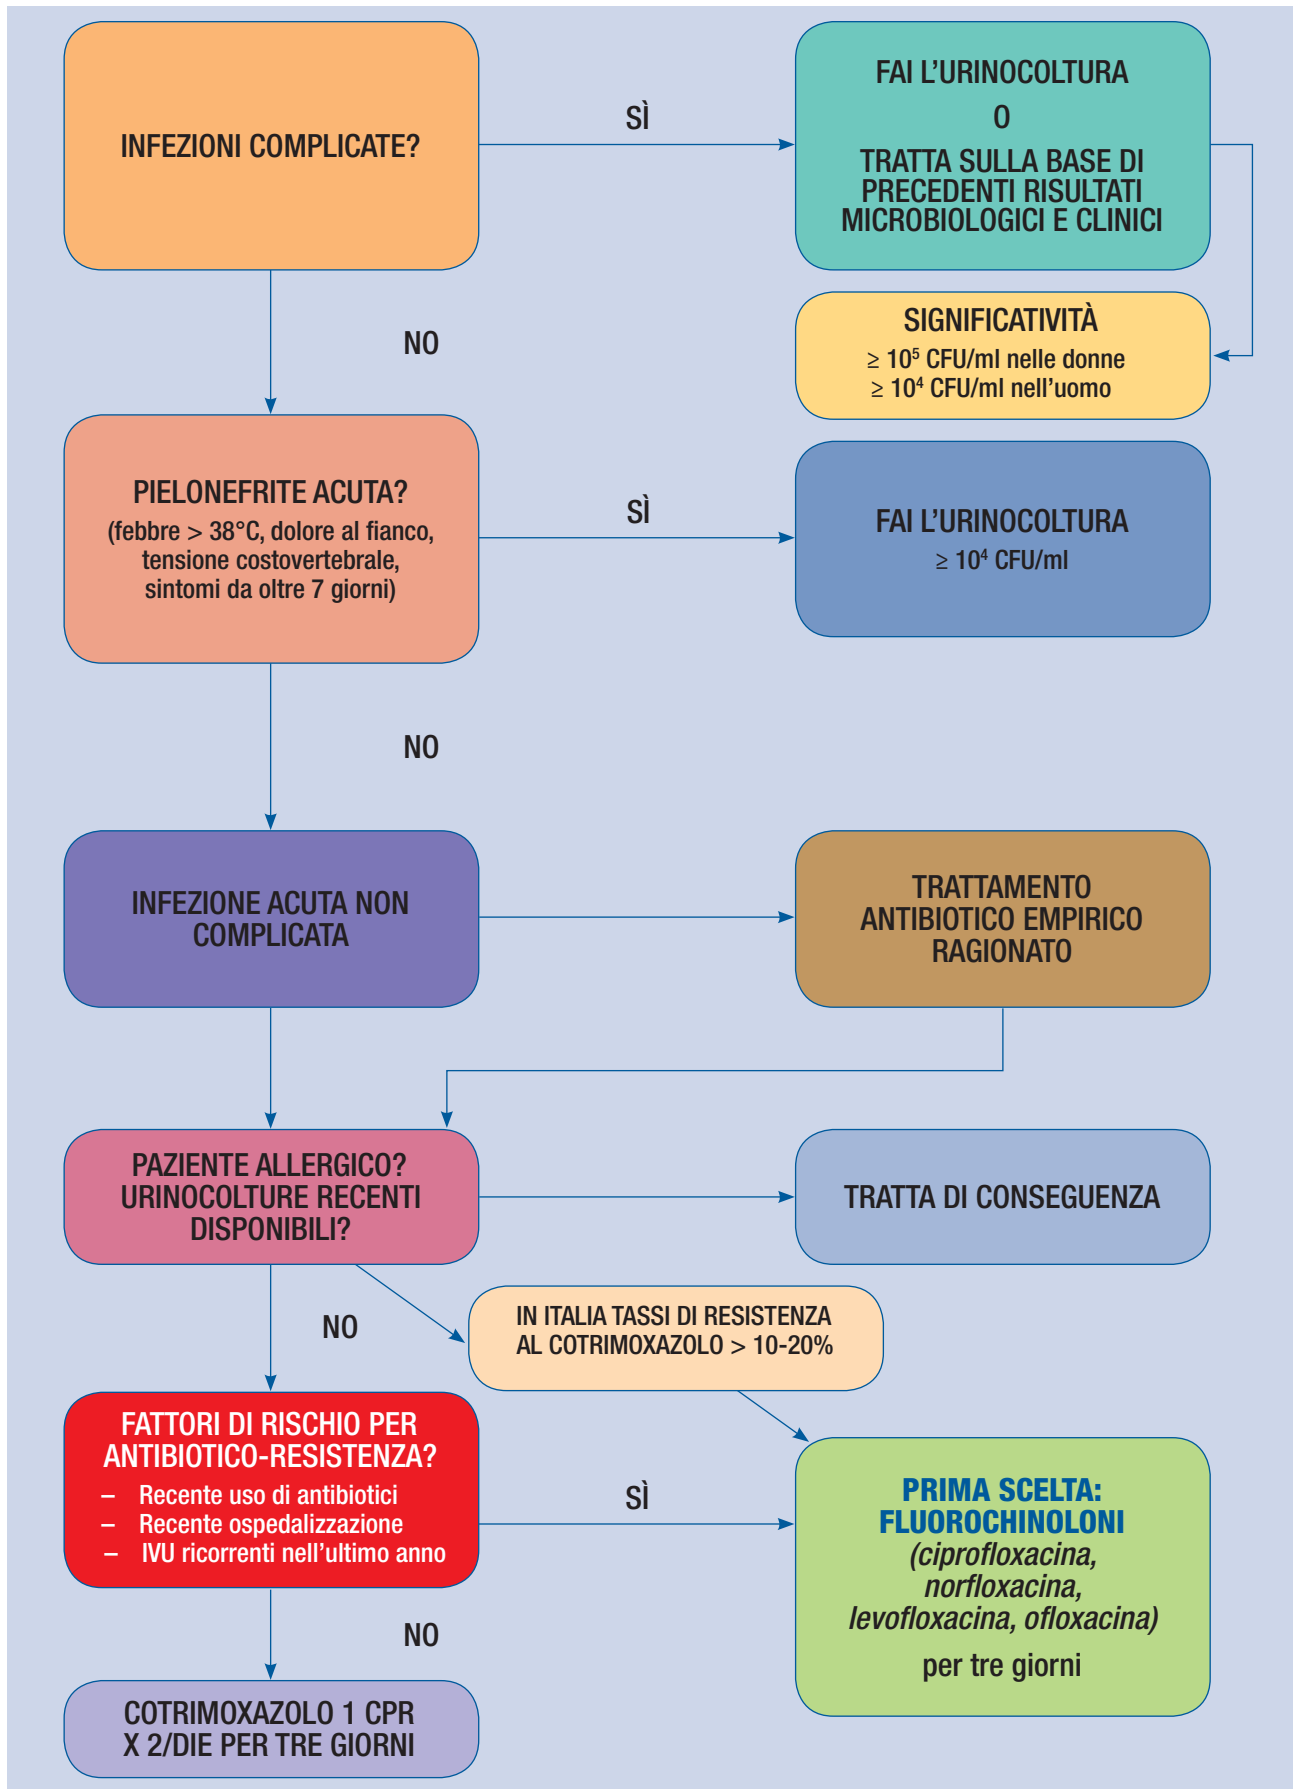 INFEZIONI COMPLICATE?
SÌ
FAI L'URINOCOLTURA
O
TRATTA SULLA BASE DI
PRECEDENTI RISULTATI
MICROBIOLOGICI E CLINICI
NO
SIGNIFICATIVITÀ
≥ 10⁵ CFU/ml nelle donne
≥ 10⁴ CFU/ml nell'uomo
PIELONEFRITE ACUTA?
(febbre > 38°C, dolore al fianco,
tensione costovertebrale,
sintomi da oltre 7 giorni)
SÌ
FAI L'URINOCOLTURA
≥ 10⁴ CFU/ml
NO
INFEZIONE ACUTA NON
COMPLICATA
TRATTAMENTO
ANTIBIOTICO EMPIRICO
RAGIONATO
PAZIENTE ALLERGICO?
URINOCOLTURE RECENTI
DISPONIBILI?
TRATTA DI CONSEGUENZA
NO
IN ITALIA TASSI DI RESISTENZA
AL COTRIMOXAZOLO > 10-20%
FATTORI DI RISCHIO PER
ANTIBIOTICO-RESISTENZA?
– Recente uso di antibiotici
– Recente ospedalizzazione
– IVU ricorrenti nell'ultimo anno
SÌ
PRIMA SCELTA:
FLUOROCHINOLONI
(ciprofloxacina,
norfloxacina,
levofloxacina, ofloxacina)
per tre giorni
NO
COTRIMOXAZOLO 1 CPR
X 2/DIE PER TRE GIORNI